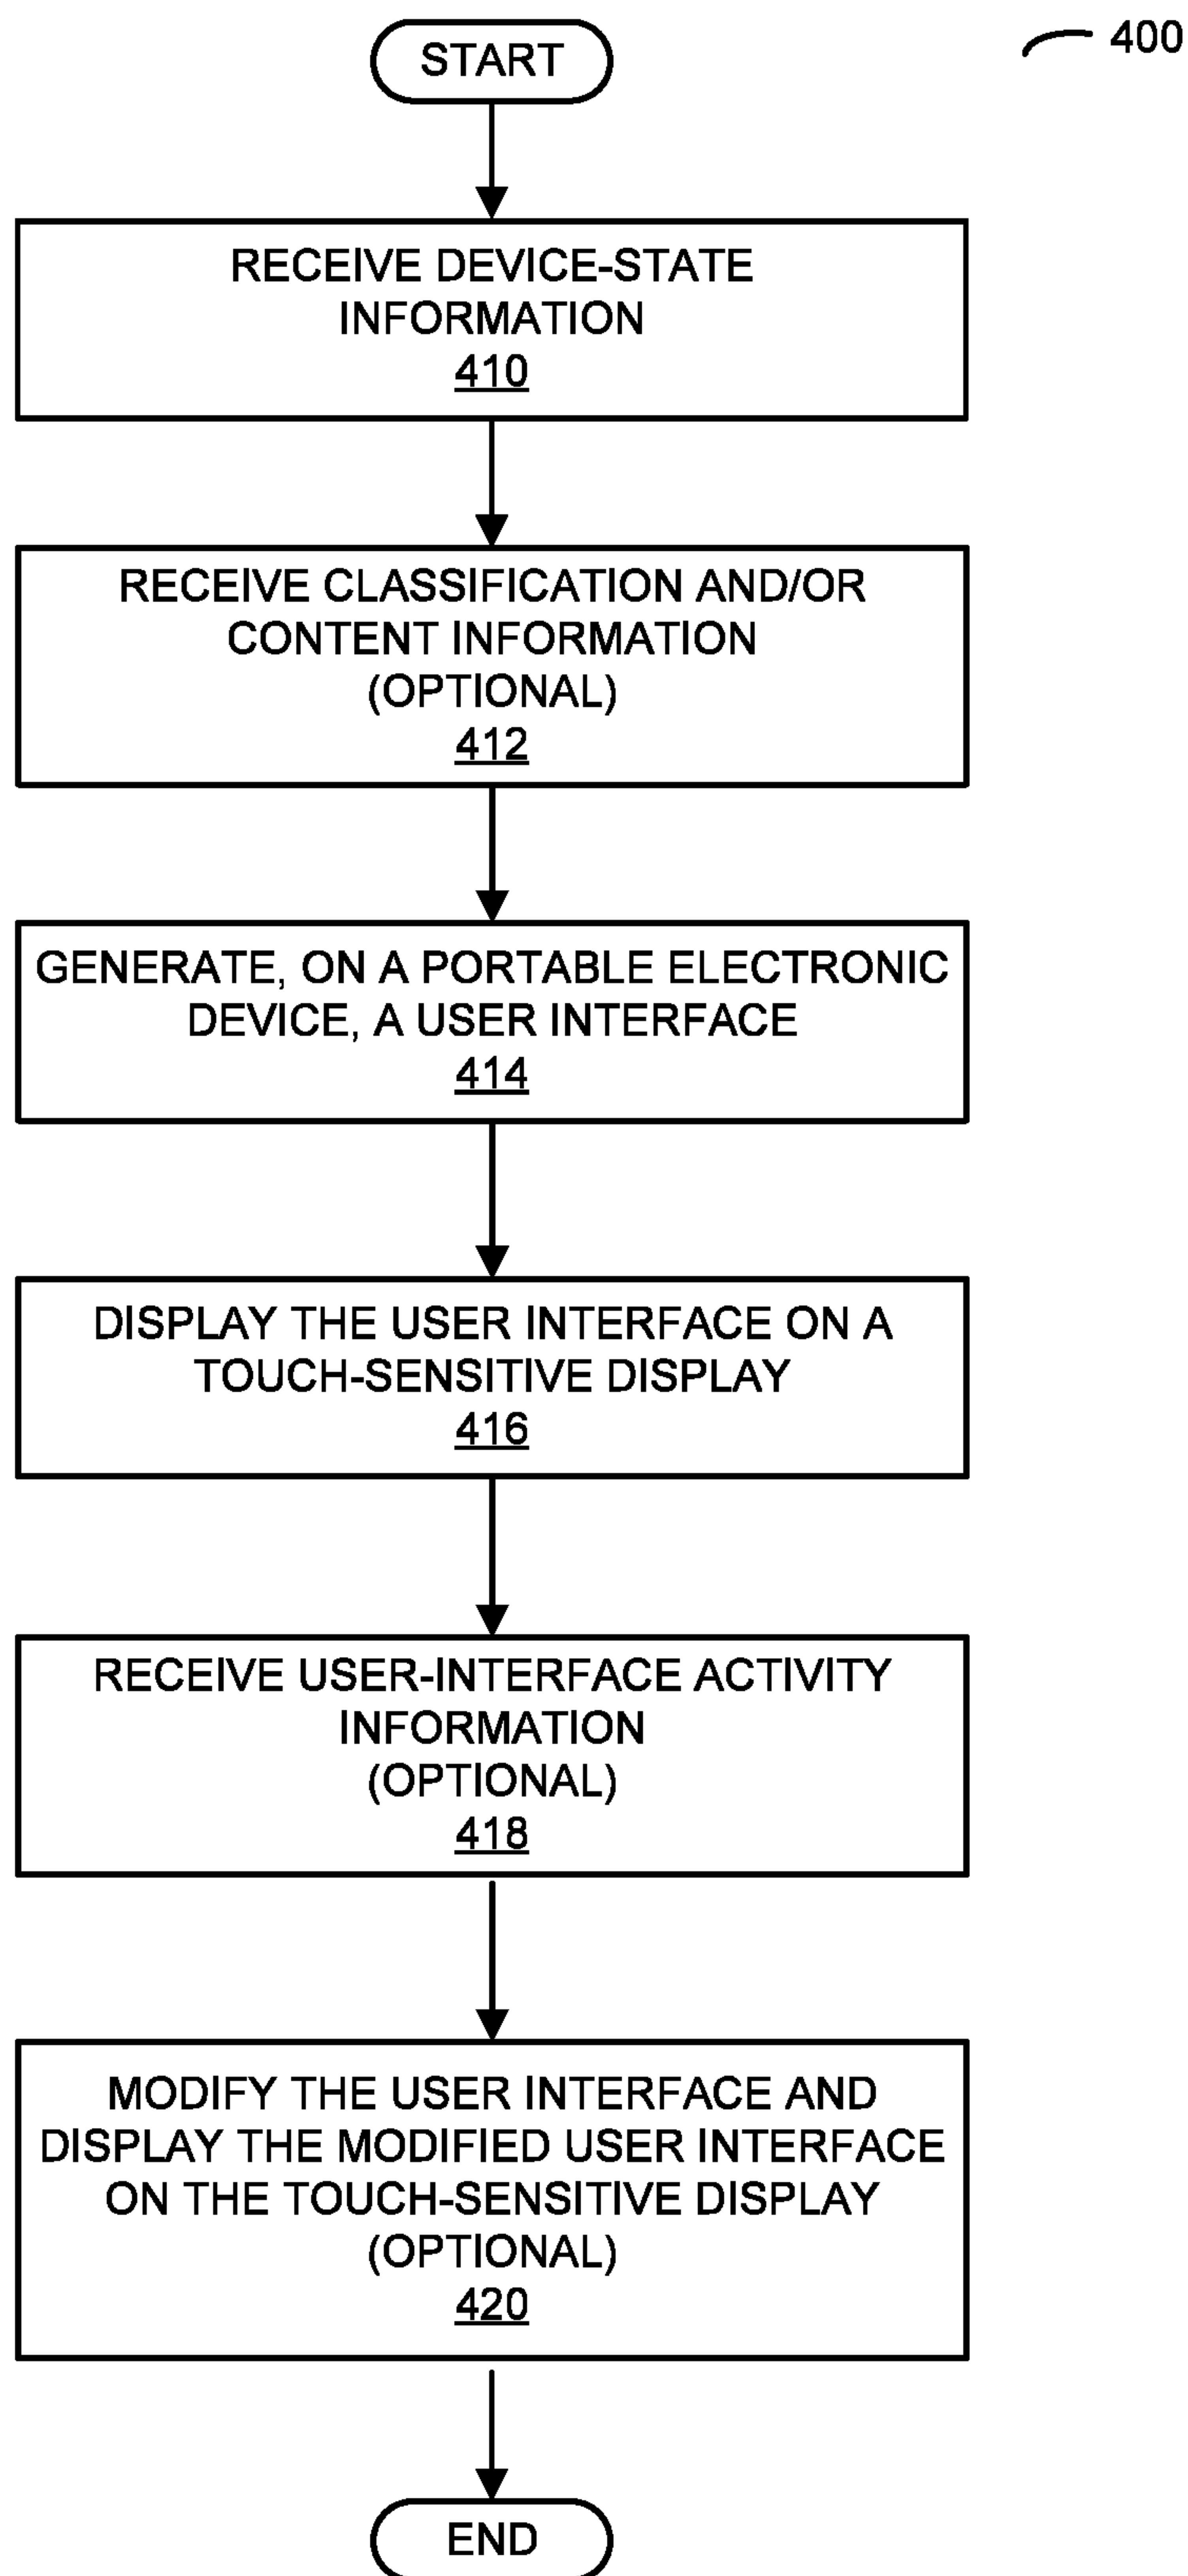 START
400
RECEIVE DEVICE-STATE
INFORMATION
410
RECEIVE CLASSIFICATION AND/OR
CONTENT INFORMATION
(OPTIONAL)
412
GENERATE, ON A PORTABLE ELECTRONIC
DEVICE, A USER INTERFACE
414
DISPLAY THE USER INTERFACE ON A
TOUCH-SENSITIVE DISPLAY
416
RECEIVE USER-INTERFACE ACTIVITY
INFORMATION
(OPTIONAL)
418
MODIFY THE USER INTERFACE AND
DISPLAY THE MODIFIED USER INTERFACE
ON THE TOUCH-SENSITIVE DISPLAY
(OPTIONAL)
420
END